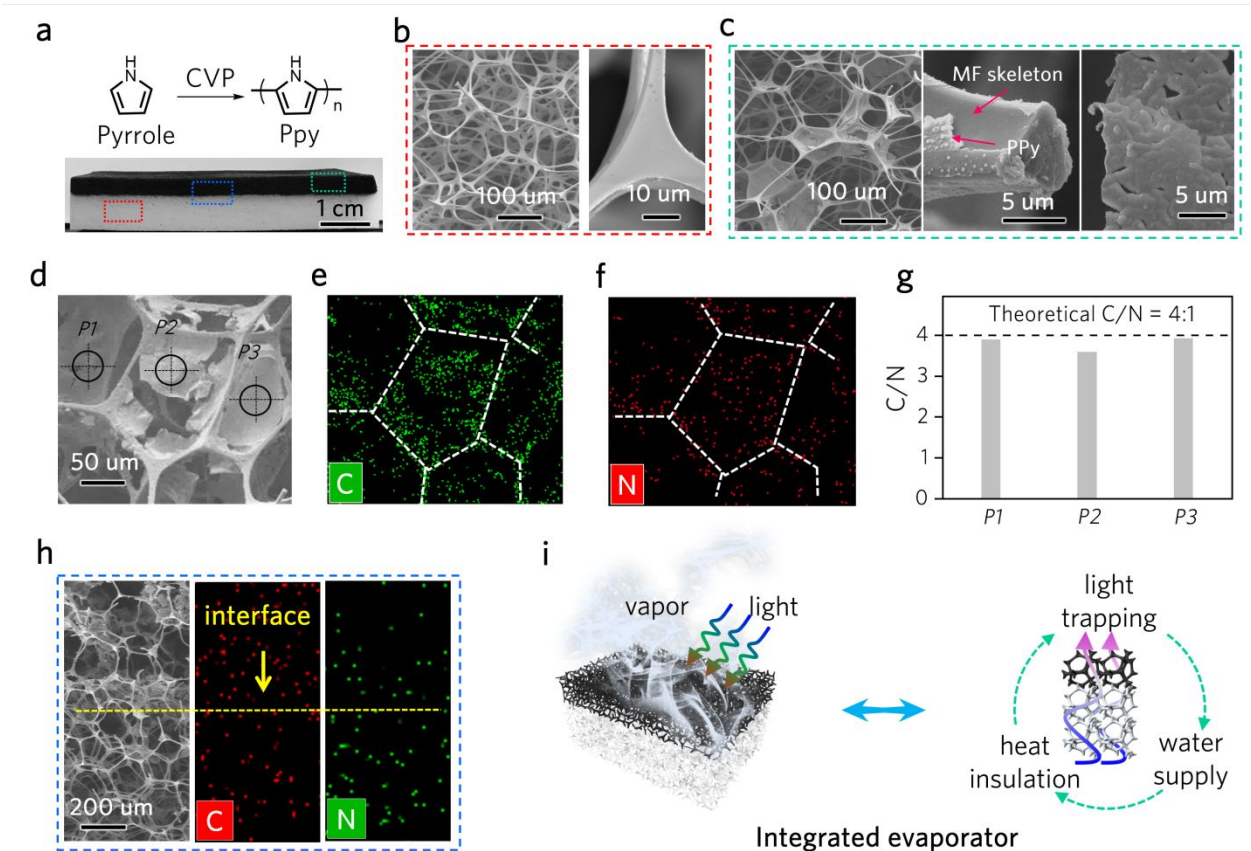 a
H
N
Pyrrole
CVP
H
N
n
Ppy
1 cm
b
100 um
10 um
c
100 um
MF skeleton
PPy
5 um
5 um
d
P1
P2
P3
50 um
e
C
f
N
g
Theoretical C/N = 4:1
C/N
4
3
2
1
0
P1 P2 P3
h
200 um
interface
C
N
i
vapor
light
light
trapping
heat
insulation
water
supply
Integrated evaporator